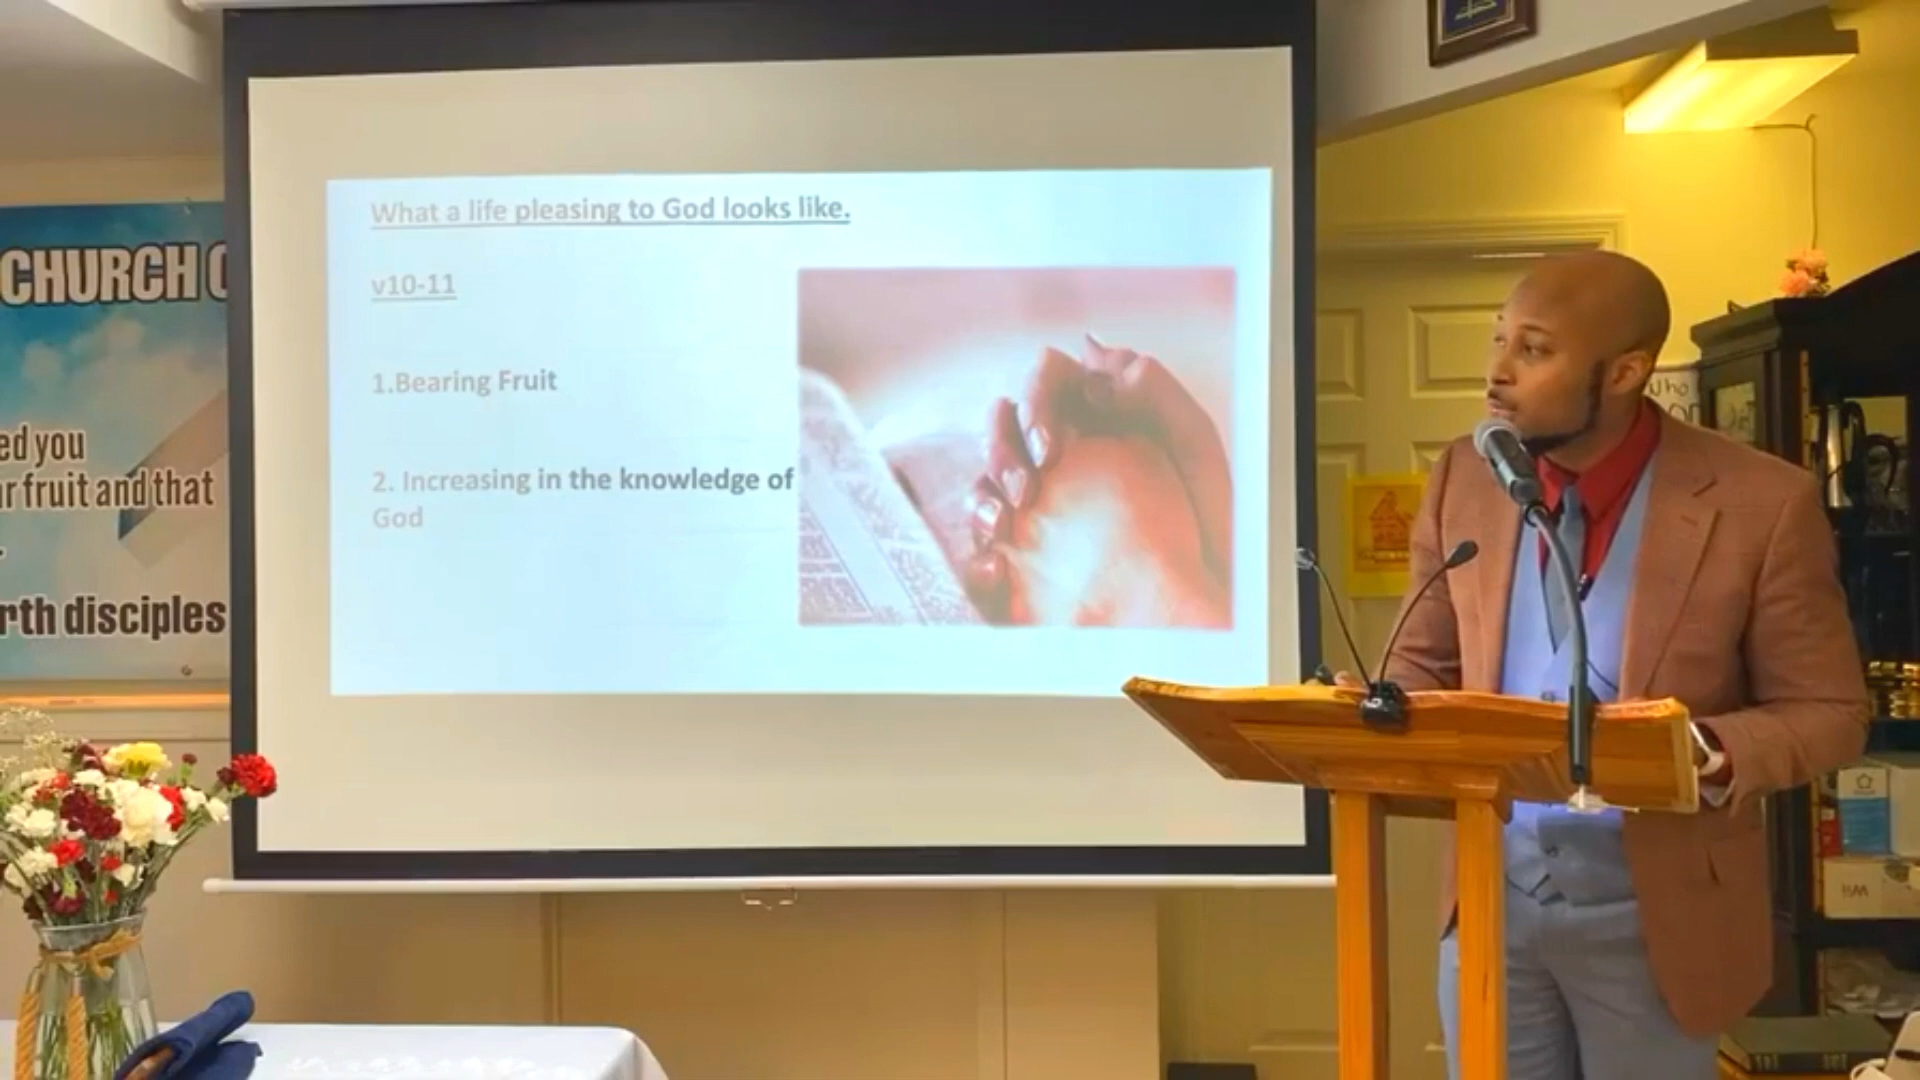 CHURCH
ed you
r fruit and that
rth disciples
What a life pleasing to God looks like.
v10-11
1.Bearing Fruit
2. Increasing in the knowledge of
God
Who